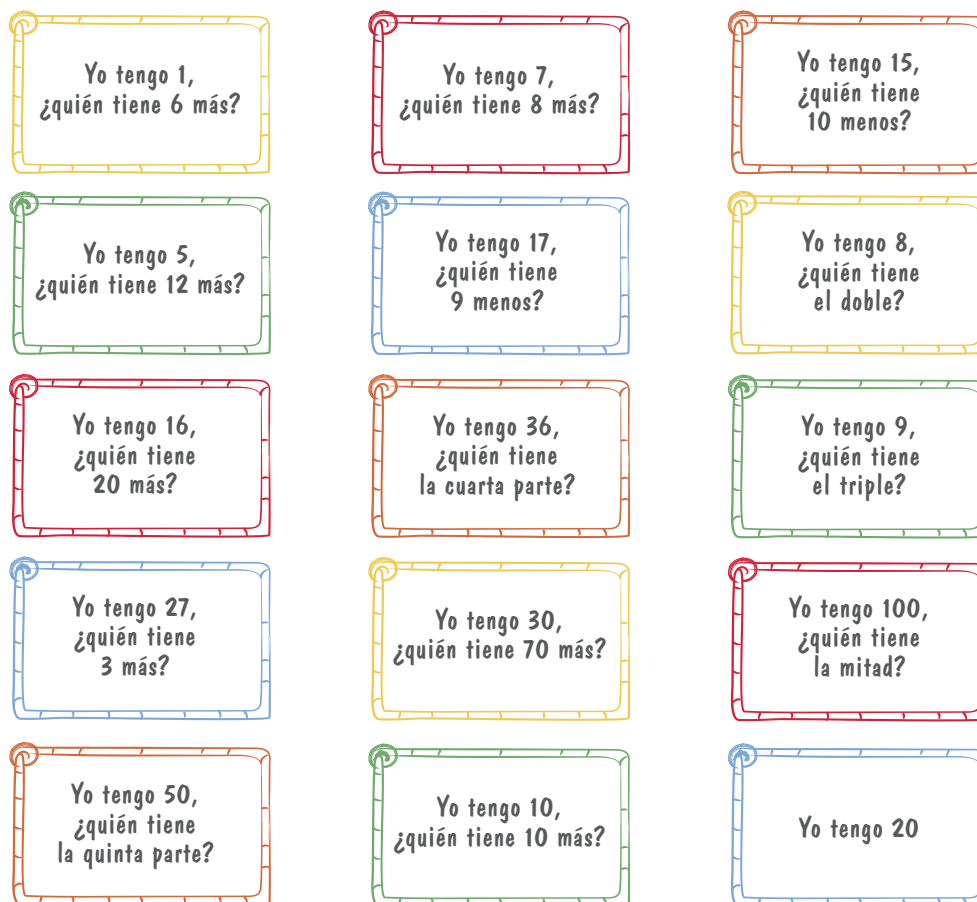 Yo tengo 1,
¿quién tiene 6 más?
Yo tengo 7,
¿quién tiene 8 más?
Yo tengo 15,
¿quién tiene
10 menos?
Yo tengo 5,
¿quién tiene 12 más?
Yo tengo 17,
¿quién tiene
9 menos?
Yo tengo 8,
¿quién tiene
el doble?
Yo tengo 16,
¿quién tiene
20 más?
Yo tengo 36,
¿quién tiene
la cuarta parte?
Yo tengo 9,
¿quién tiene
el triple?
Yo tengo 27,
¿quién tiene
3 más?
Yo tengo 30,
¿quién tiene 70 más?
Yo tengo 100,
¿quién tiene
la mitad?
Yo tengo 50,
¿quién tiene
la quinta parte?
Yo tengo 10,
¿quién tiene 10 más?
Yo tengo 20